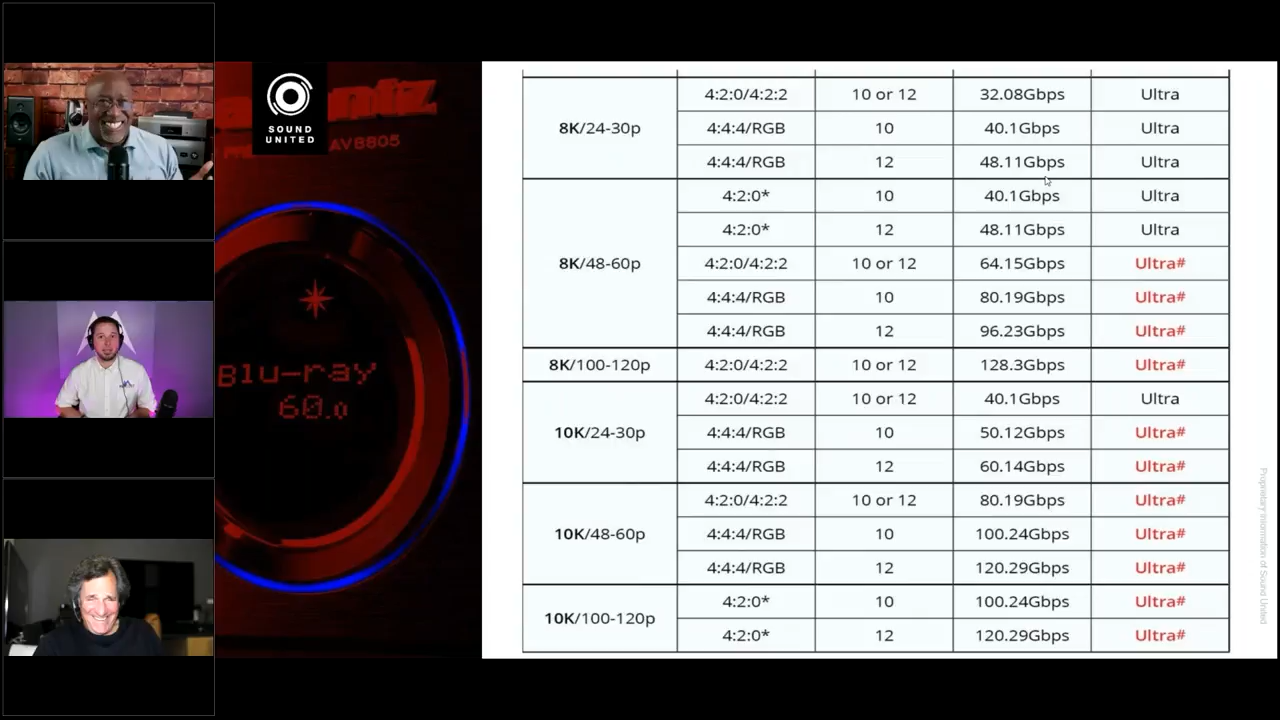 SOUND
UNITED
AV8805
Blu-ray
60.0
8K/24-30p
4:2:0/4:2:2 10 or 12 32.08Gbps Ultra
4:4:4/RGB 10 40.1Gbps Ultra
4:4:4/RGB 12 48.11Gbps Ultra
8K/48-60p
4:2:0* 10 40.1Gbps Ultra
4:2:0* 12 48.11Gbps Ultra
4:2:0/4:2:2 10 or 12 64.15Gbps Ultra#
4:4:4/RGB 10 80.19Gbps Ultra#
4:4:4/RGB 12 96.23Gbps Ultra#
8K/100-120p 4:2:0/4:2:2 10 or 12 128.3Gbps Ultra#
10K/24-30p
4:2:0/4:2:2 10 or 12 40.1Gbps Ultra
4:4:4/RGB 10 50.12Gbps Ultra#
4:4:4/RGB 12 60.14Gbps Ultra#
10K/48-60p
4:2:0/4:2:2 10 or 12 80.19Gbps Ultra#
4:4:4/RGB 10 100.24Gbps Ultra#
4:4:4/RGB 12 120.29Gbps Ultra#
10K/100-120p
4:2:0* 10 100.24Gbps Ultra#
4:2:0* 12 120.29Gbps Ultra#
Proprietary information of Sound United